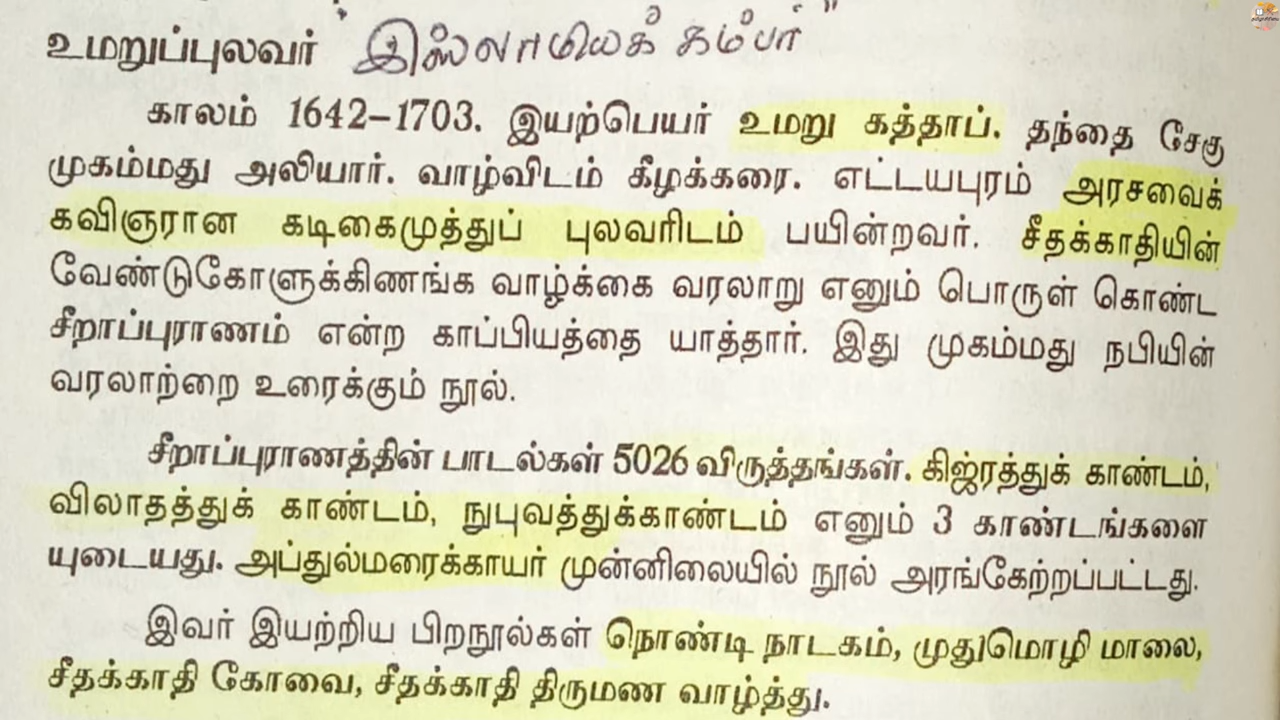 உமறுப்புலவர் "இஸ்லாமியக் கம்பர்"
காலம் 1642–1703. இயற்பெயர் உமறு கத்தாப். தந்தை சேகு
முகம்மது அலியார். வாழ்விடம் கீழக்கரை. எட்டயபுரம் அரசவைக்
கவிஞரான கடிகைமுத்துப் புலவரிடம் பயின்றவர். சீதக்காதியின்
வேண்டுகோளுக்கிணங்க வாழ்க்கை வரலாறு எனும் பொருள் கொண்ட
சீறாப்புராணம் என்ற காப்பியத்தை யாத்தார். இது முகம்மது நபியின்
வரலாற்றை உரைக்கும் நூல்.
சீறாப்புராணத்தின் பாடல்கள் 5026 விருத்தங்கள். கிஜ்ரத்துக் காண்டம்,
விலாதத்துக் காண்டம், நுபுவத்துக்காண்டம் எனும் 3 காண்டங்களை
யுடையது. அப்துல்மரைக்காயர் முன்னிலையில் நூல் அரங்கேற்றப்பட்டது.
இவர் இயற்றிய பிறநூல்கள் நொண்டி நாடகம், முதுமொழி மாலை,
சீதக்காதி கோவை, சீதக்காதி திருமண வாழ்த்து.